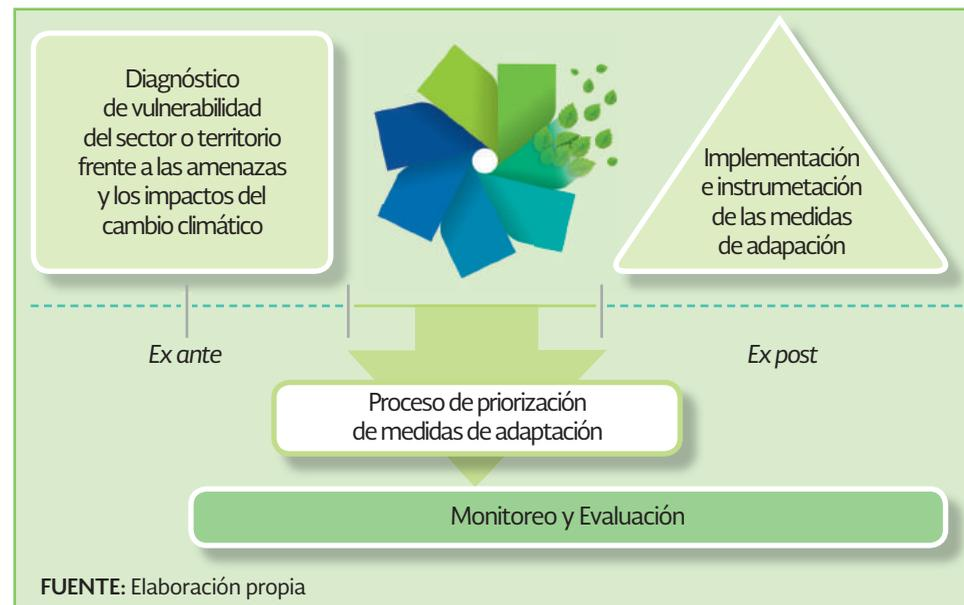 Diagnóstico
de vulnerabilidad
del sector o territorio
frente a las amenazas
y los impactos del
cambio climático
Implementación
e instrumetación
de las medidas
de adapación
Ex ante
Ex post
Proceso de priorización
de medidas de adaptación
Monitoreo y Evaluación
FUENTE: Elaboración propia